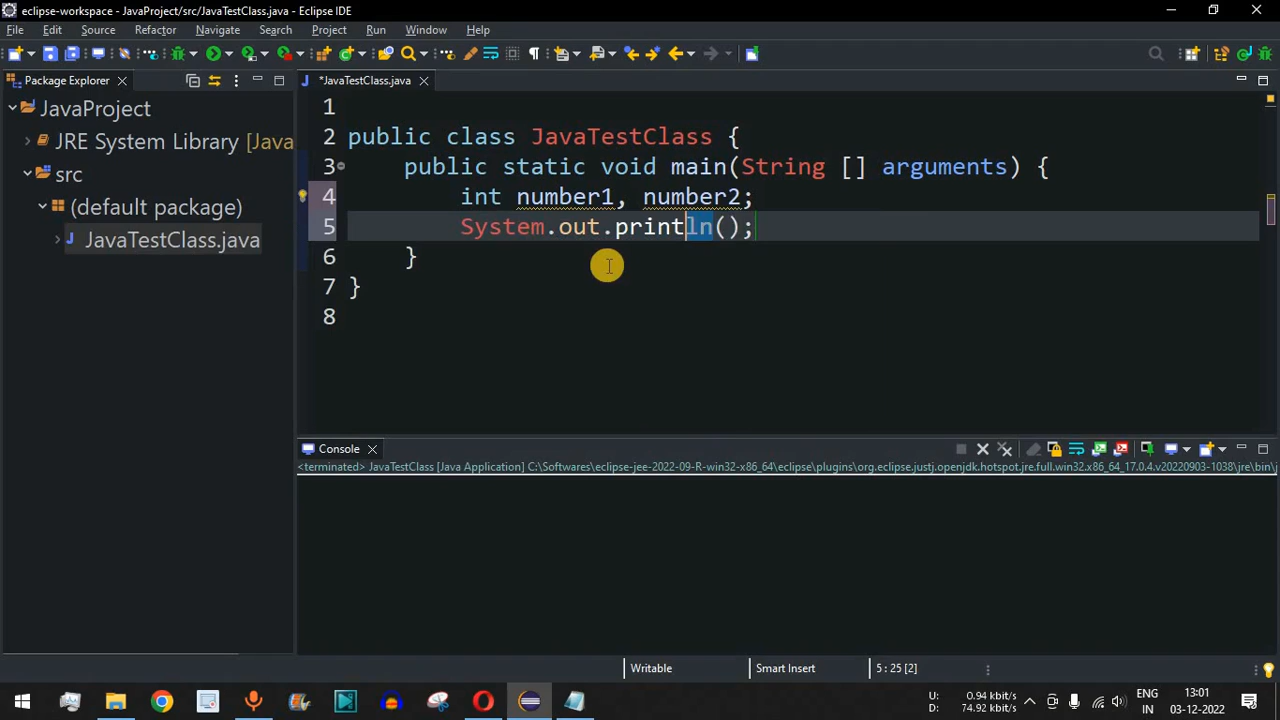 eclipse-workspace - JavaProject/src/JavaTestClass.java - Eclipse IDE
File Edit Source Refactor Navigate Search Project Run Window Help
Package Explorer
*JavaTestClass.java
JavaProject
JRE System Library [Java
src
(default package)
JavaTestClass.java
1
2 public class JavaTestClass {
3 public static void main(String [] arguments) {
4 int number1, number2;
5 System.out.println();
6 }
7 }
8
Console
<terminated> JavaTestClass [Java Application] C:\Softwares\eclipse-jee-2022-09-R-win32-x86_64\eclipse\plugins\org.eclipse.justj.openjdk.hotspot.jre.full.win32.x86_64_17.0.4.v20220903-1038\jre\bin\j
Writable Smart Insert 5 : 25 [2]
U: 0.94 kbit/s
D: 74.92 kbit/s
ENG
IN
13:01
03-12-2022